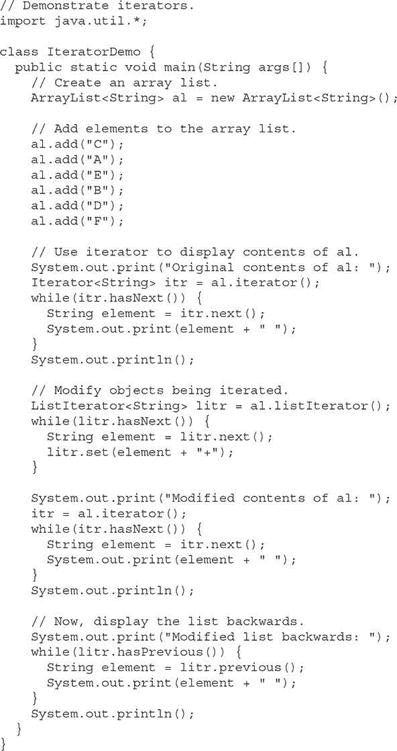 // Demonstrate iterators.
import java.util.*;

class IteratorDemo {
  public static void main(String args[]) {
    // Create an array list.
    ArrayList<String> al = new ArrayList<String>();

    // Add elements to the array list.
    al.add("C");
    al.add("A");
    al.add("E");
    al.add("B");
    al.add("D");
    al.add("F");

    // Use iterator to display contents of al.
    System.out.print("Original contents of al: ");
    Iterator<String> itr = al.iterator();
    while(itr.hasNext()) {
      String element = itr.next();
      System.out.print(element + " ");
    }
    System.out.println();

    // Modify objects being iterated.
    ListIterator<String> litr = al.listIterator();
    while(litr.hasNext()) {
      String element = litr.next();
      litr.set(element + "+");
    }

    System.out.print("Modified contents of al: ");
    itr = al.iterator();
    while(itr.hasNext()) {
      String element = itr.next();
      System.out.print(element + " ");
    }
    System.out.println();

    // Now, display the list backwards.
    System.out.print("Modified list backwards: ");
    while(litr.hasPrevious()) {
      String element = litr.previous();
      System.out.print(element + " ");
    }
    System.out.println();
  }
}